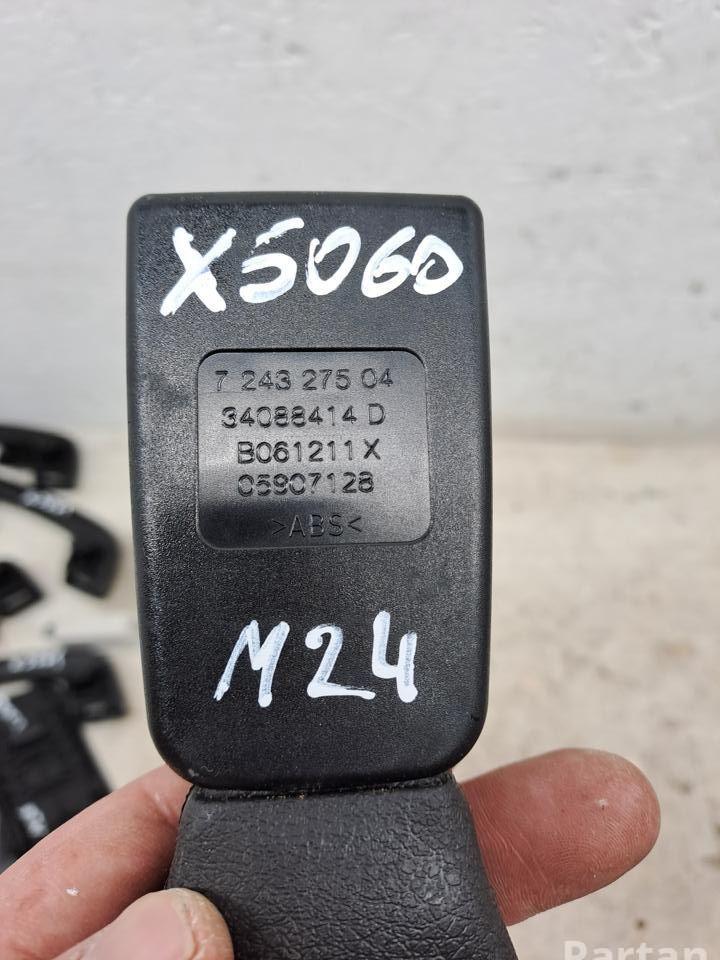 X5060
7 243 275 04
34088414 D
B061211 X
05907128
>ABS<
M24
Partan